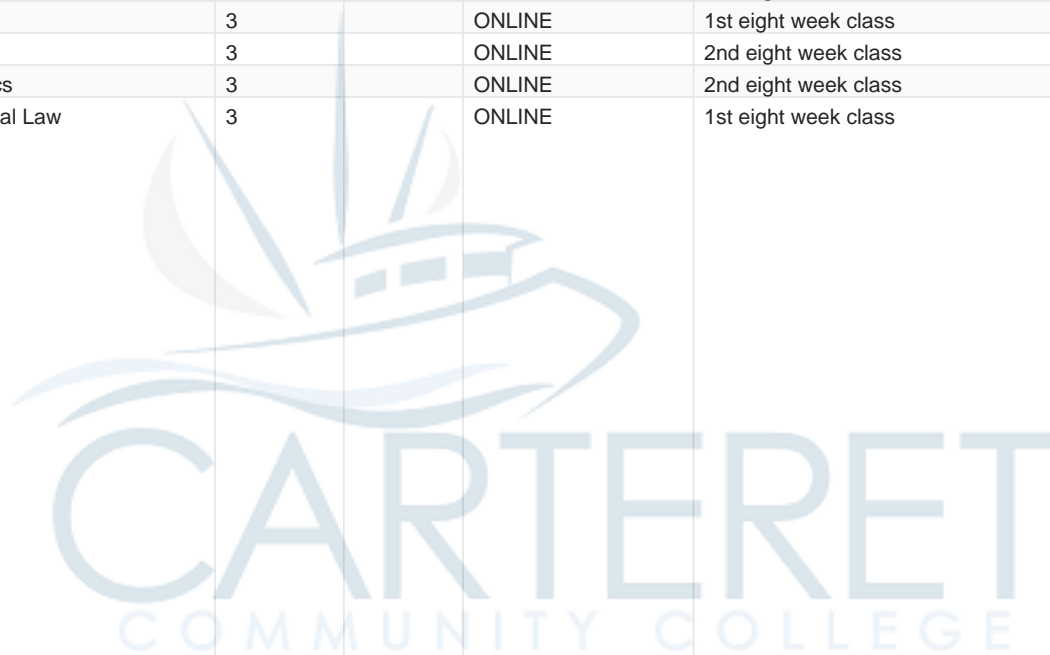 3 ONLINE 1st eight week class
3 ONLINE 2nd eight week class
cs 3 ONLINE 2nd eight week class
al Law 3 ONLINE 1st eight week class
CARTERET
COMMUNITY COLLEGE